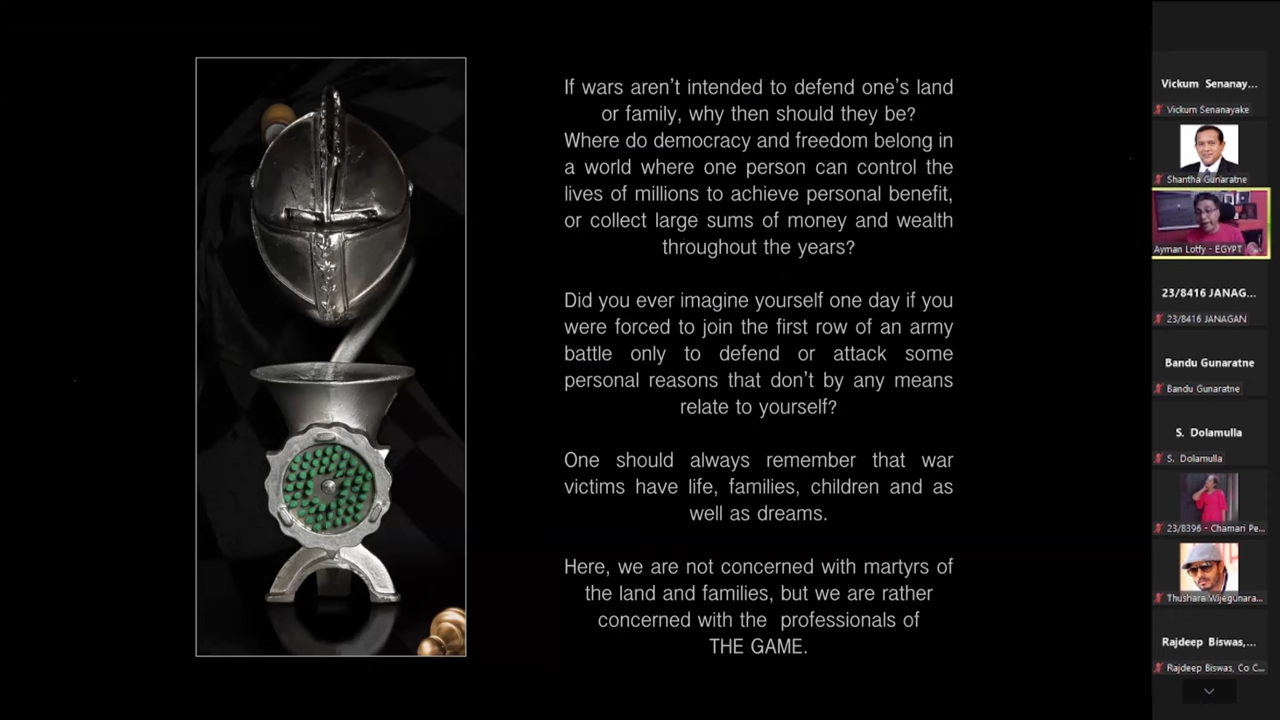 If wars aren't intended to defend one's land
or family, why then should they be?
Where do democracy and freedom belong in
a world where one person can control the
lives of millions to achieve personal benefit,
or collect large sums of money and wealth
throughout the years?
Did you ever imagine yourself one day if you
were forced to join the first row of an army
battle only to defend or attack some
personal reasons that don't by any means
relate to yourself?
One should always remember that war
victims have life, families, children and as
well as dreams.
Here, we are not concerned with martyrs of
the land and families, but we are rather
concerned with the professionals of
THE GAME.
Vickum Senanay...
Vickum Senanayake
Shantha Gunaratne
Ayman Lotfy - EGYPT
23/8416 JANAG...
23/8416 JANAGAN
Bandu Gunaratne
Bandu Gunaratne
S. Dolamulla
S. Dolamulla
23/8396 - Chamari Pe...
Thushara Wijegunara...
Rajdeep Biswas,...
Rajdeep Biswas, Co C...